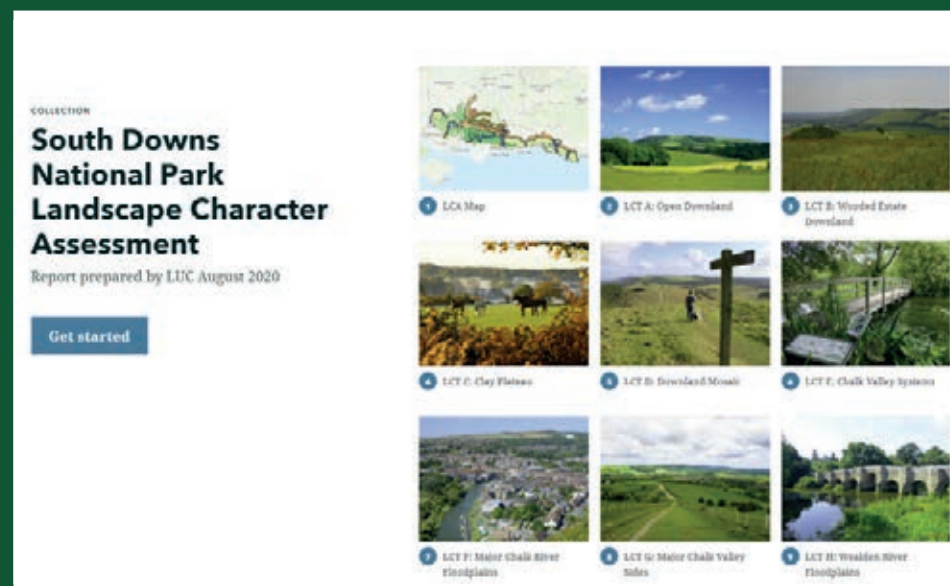 COLLECTION
South Downs
National Park
Landscape Character
Assessment
Report prepared by LUC August 2020
Get started
1 LCA Map
2 LCT A: Open Downland
3 LCT B: Wooded Estate
Downland
4 LCT C: Clay Plateau
5 LCT D: Downland Mosaic
6 LCT E: Chalk Valley Systems
7 LCT F: Major Chalk River
Floodplains
8 LCT G: Major Chalk Valley
Sides
9 LCT H: Wealden River
Floodplains